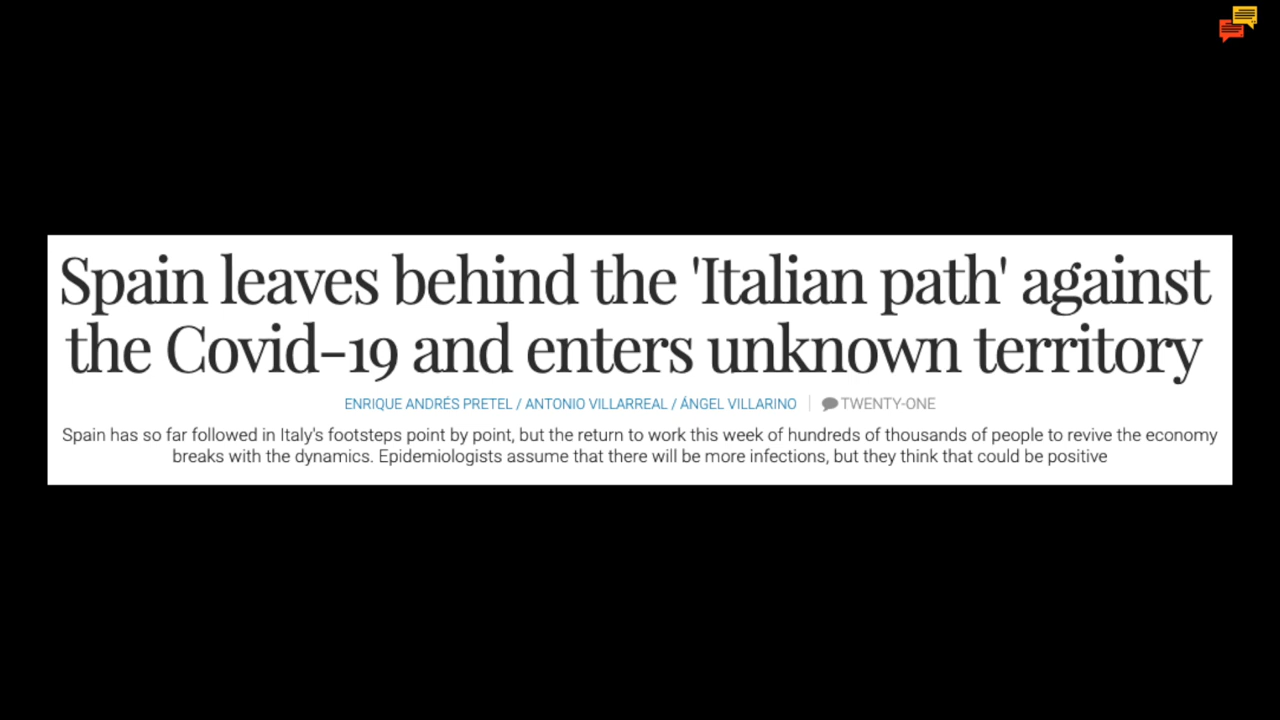 Spain leaves behind the 'Italian path' against
the Covid-19 and enters unknown territory
ENRIQUE ANDRÉS PRETEL / ANTONIO VILLARREAL / ÁNGEL VILLARINO TWENTY-ONE
Spain has so far followed in Italy's footsteps point by point, but the return to work this week of hundreds of thousands of people to revive the economy
breaks with the dynamics. Epidemiologists assume that there will be more infections, but they think that could be positive